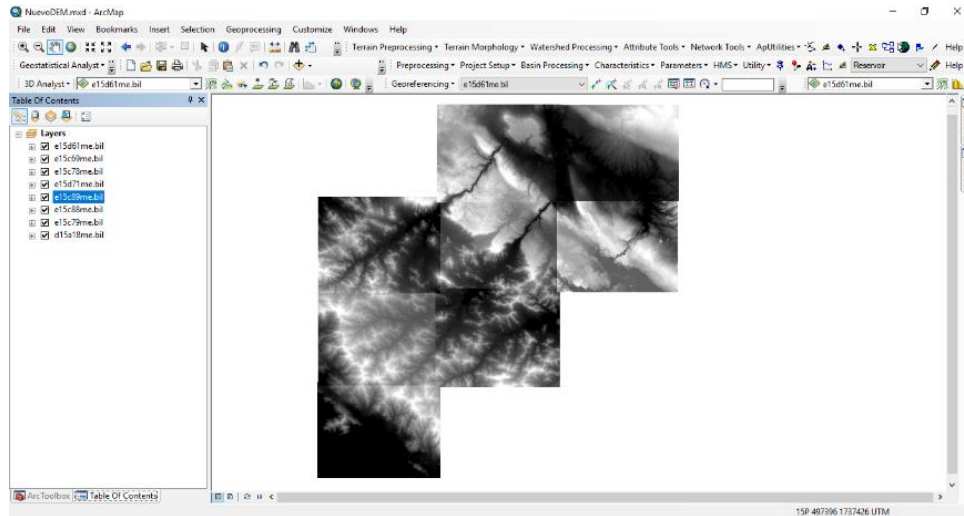 NuevoDEM.mxd - ArcMap
File Edit View Bookmarks Insert Selection Geoprocessing Customize Windows Help
Terrain Preprocessing Terrain Morphology Watershed Processing Attribute Tools Network Tools ApUtilities Help
Geostatistical Analyst Preprocessing Project Setup Basin Processing Characteristics Parameters HMS Utility Reservoir Help
3D Analyst e15d61me.bil Georeferencing e15d61me.bil e15d61me.bil
Table Of Contents
Layers
e15d61me.bil
e15c69me.bil
e15c78me.bil
e15d71me.bil
e15c89me.bil
e15c88me.bil
e15c79me.bil
d15a18me.bil
ArcToolbox Table Of Contents
15P 497396 1737426 UTM